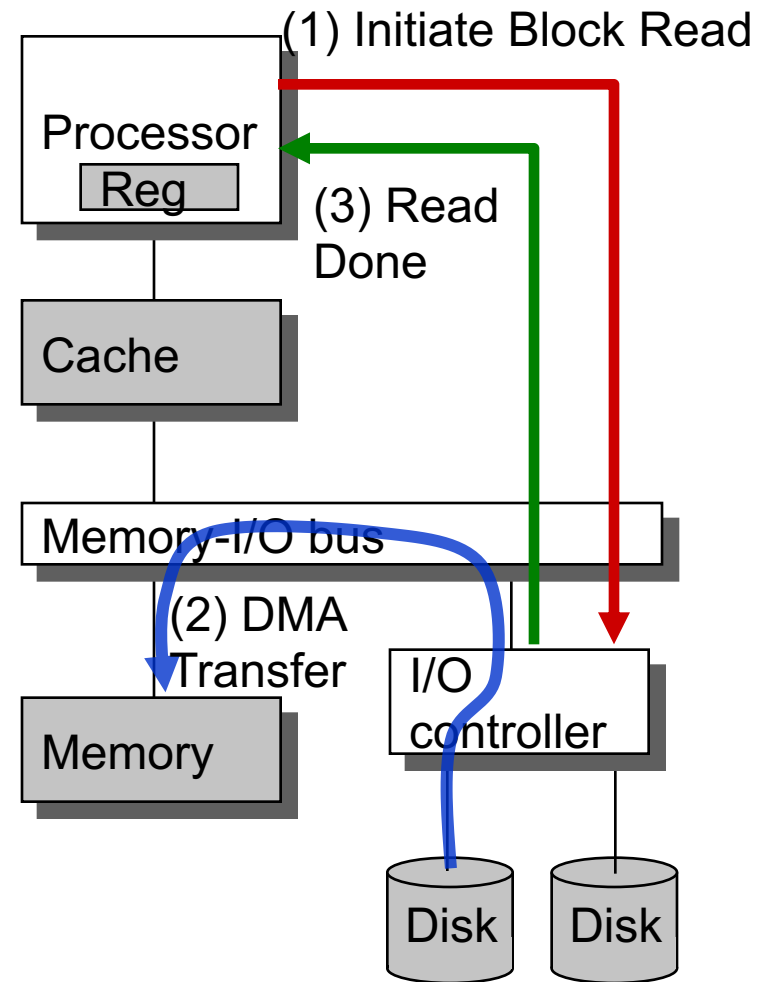 (1) Initiate Block Read
Processor
Reg
(3) Read
Done
Cache
Memory-I/O bus
(2) DMA
Transfer
I/O
controller
Memory
Disk
Disk